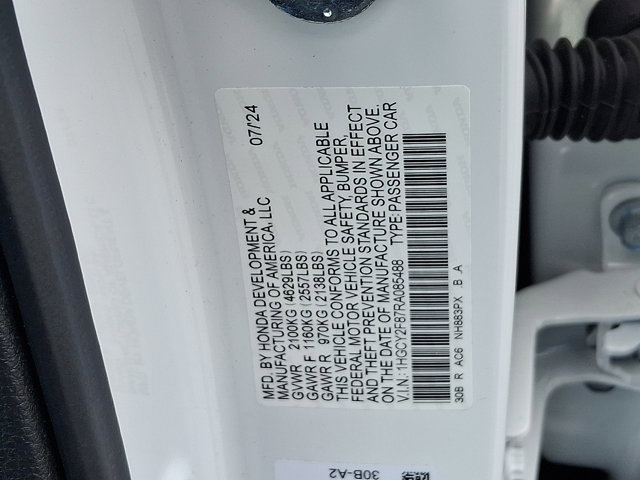 MFD. BY HONDA DEVELOPMENT & 07/24
MANUFACTURING OF AMERICA, LLC
GVWR 2100KG (4629LBS)
GAWR F 1160KG (2557LBS)
GAWR R 970KG (2138LBS)
THIS VEHICLE CONFORMS TO ALL APPLICABLE
FEDERAL MOTOR VEHICLE SAFETY, BUMPER,
AND THEFT PREVENTION STANDARDS IN EFFECT
ON THE DATE OF MANUFACTURE SHOWN ABOVE.
V.I.N.: 1HGCY2F87RA085488 TYPE: PASSENGER CAR
30B R AC6 NH883PX B A
30B-A2